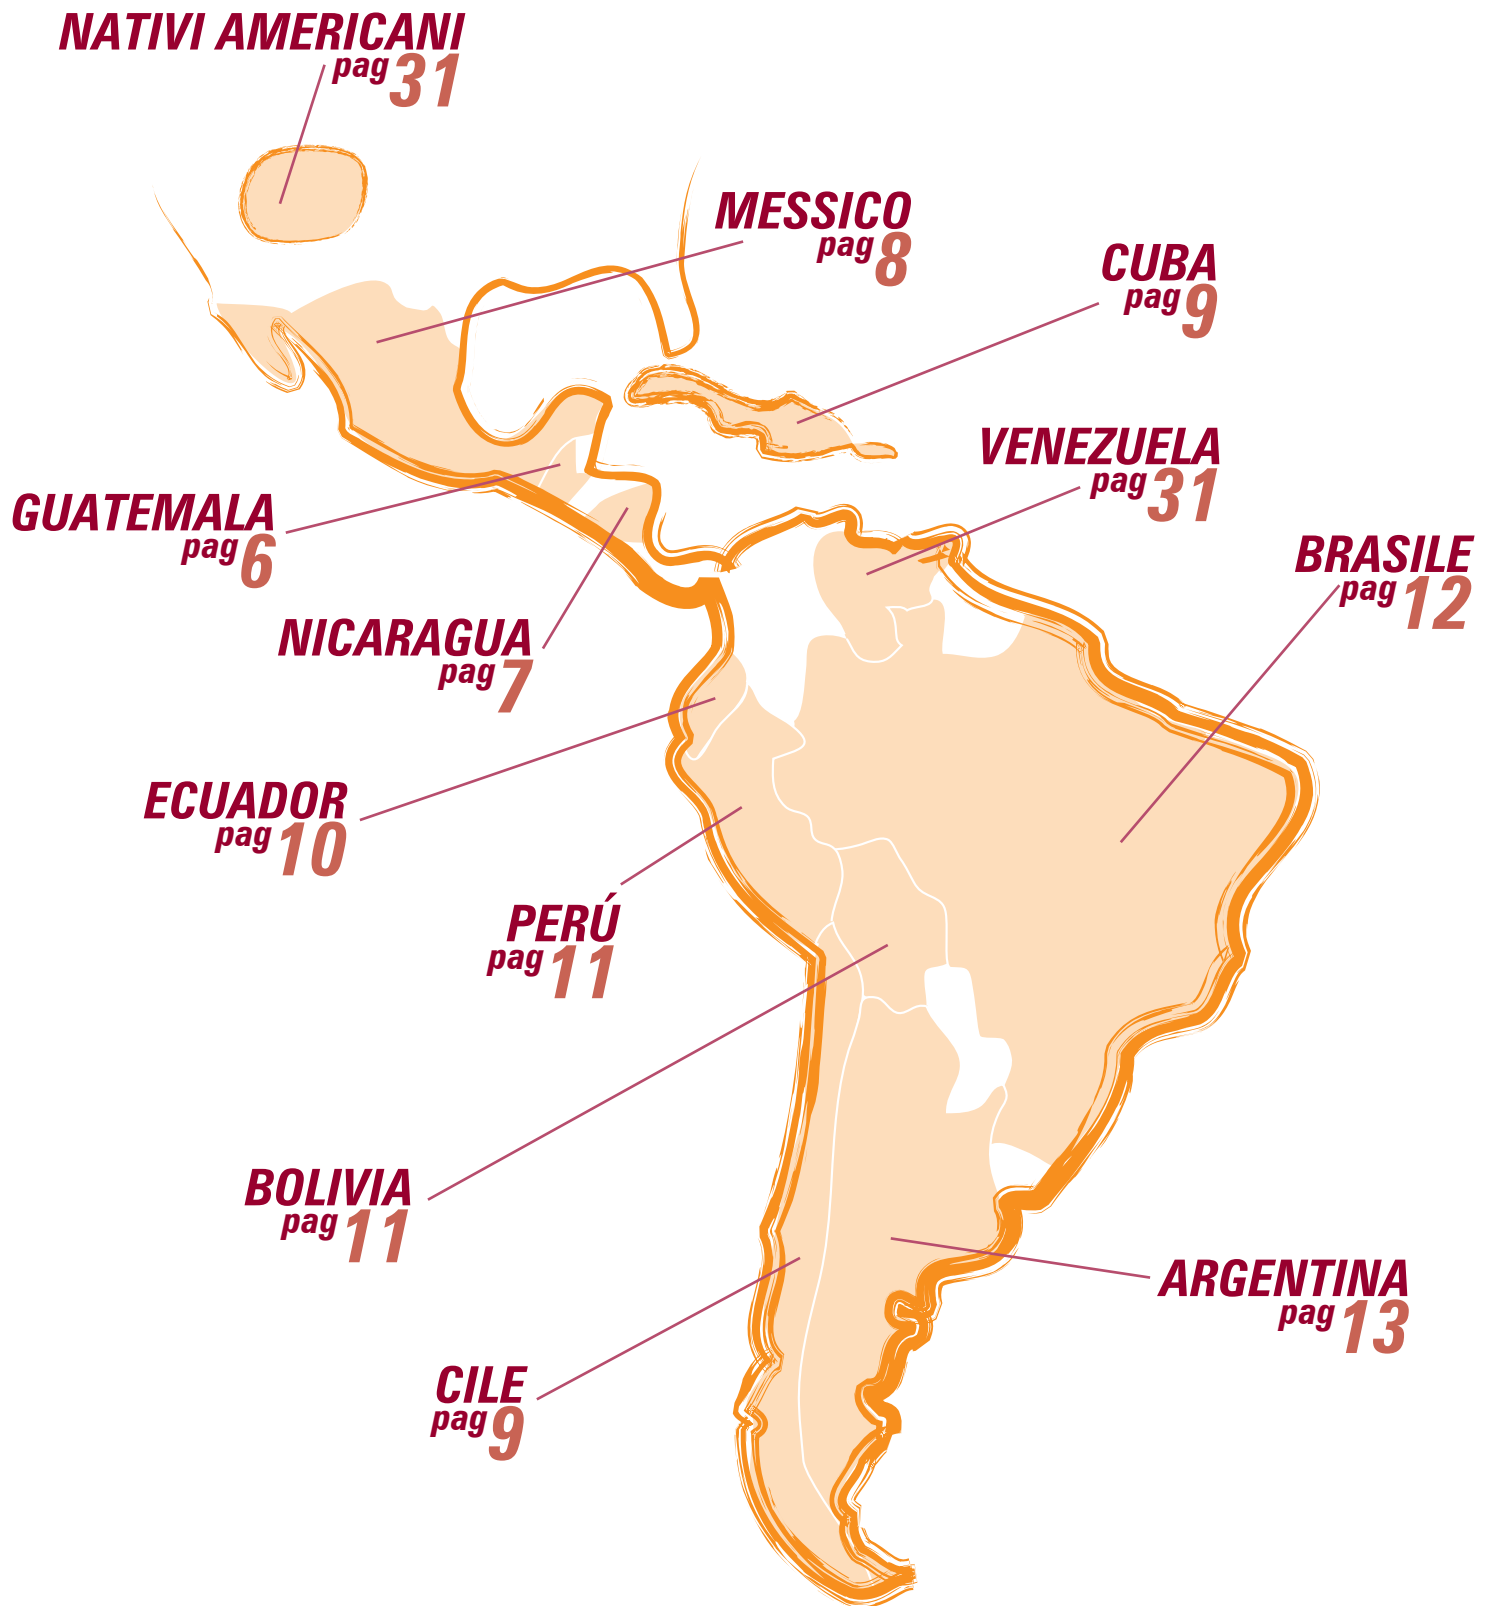 NATIVI AMERICANI
pag 31
MESSICO
pag 8
CUBA
pag 9
VENEZUELA
pag 31
GUATEMALA
pag 6
BRASILE
pag 12
NICARAGUA
pag 7
ECUADOR
pag 10
PERÚ
pag 11
BOLIVIA
pag 11
ARGENTINA
pag 13
CILE
pag 9